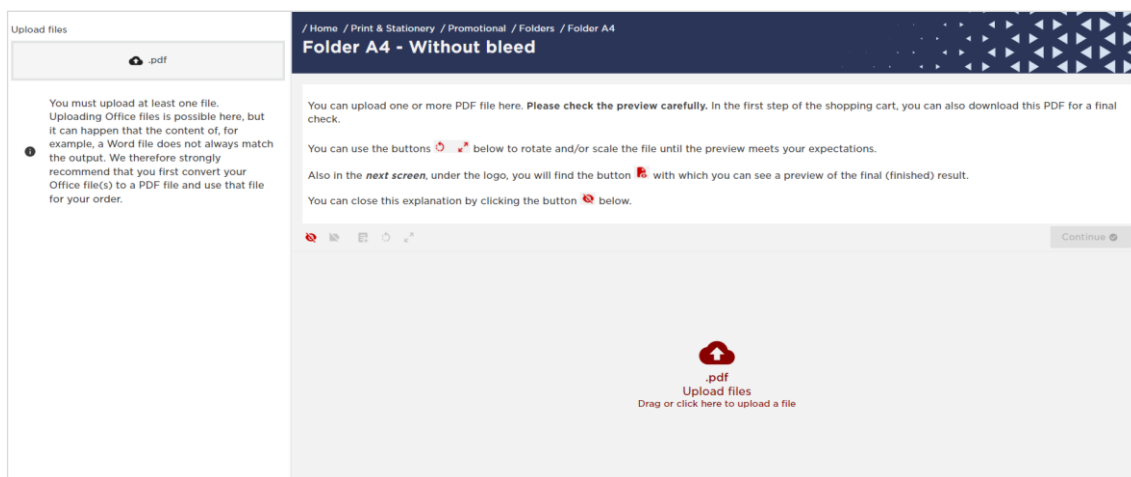 Upload files
.pdf
You must upload at least one file.
Uploading Office files is possible here, but
it can happen that the content of, for
example, a Word file does not always match
the output. We therefore strongly
recommend that you first convert your
Office file(s) to a PDF file and use that file
for your order.
/ Home / Print & Stationery / Promotional / Folders / Folder A4
Folder A4 - Without bleed
You can upload one or more PDF file here. Please check the preview carefully. In the first step of the shopping cart, you can also download this PDF for a final
check.
You can use the buttons below to rotate and/or scale the file until the preview meets your expectations.
Also in the next screen, under the logo, you will find the button with which you can see a preview of the final (finished) result.
You can close this explanation by clicking the button below.
Continue
.pdf
Upload files
Drag or click here to upload a file